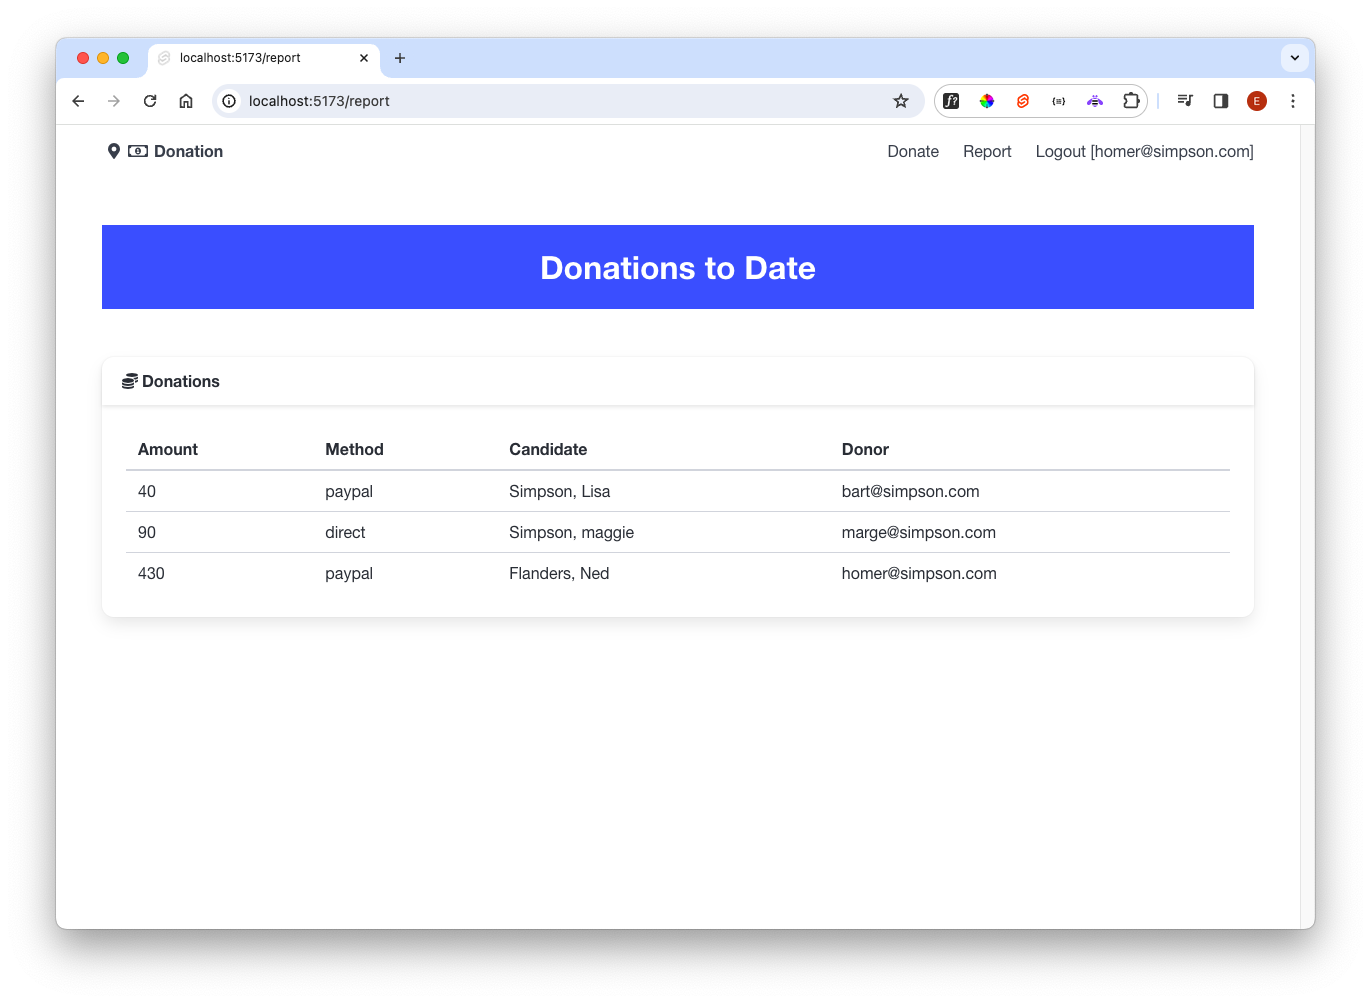 localhost:5173/report
localhost:5173/report
f?
{≡}
E
Donation
Donate Report Logout [homer@simpson.com]
Donations to Date
Donations
Amount Method Candidate Donor
40 paypal Simpson, Lisa bart@simpson.com
90 direct Simpson, maggie marge@simpson.com
430 paypal Flanders, Ned homer@simpson.com